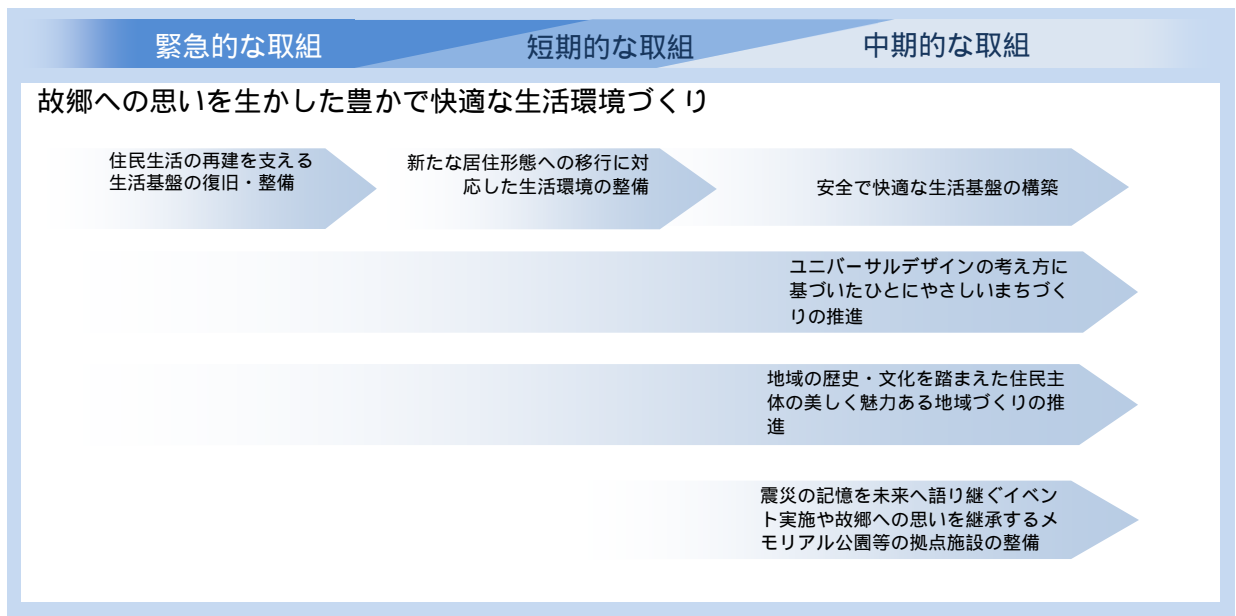 緊急的な取組
短期的な取組
中期的な取組
故郷への思いを生かした豊かで快適な生活環境づくり
住民生活の再建を支える
生活基盤の復旧・整備
新たな居住形態への移行に対
応した生活環境の整備
安全で快適な生活基盤の構築
ユニバーサルデザインの考え方に
基づいたひとにやさしいまちづく
りの推進
地域の歴史・文化を踏まえた住民主
体の美しく魅力ある地域づくりの推
進
震災の記憶を未来へ語り継ぐイベン
ト実施や故郷への思いを継承するメ
モリアル公園等の拠点施設の整備